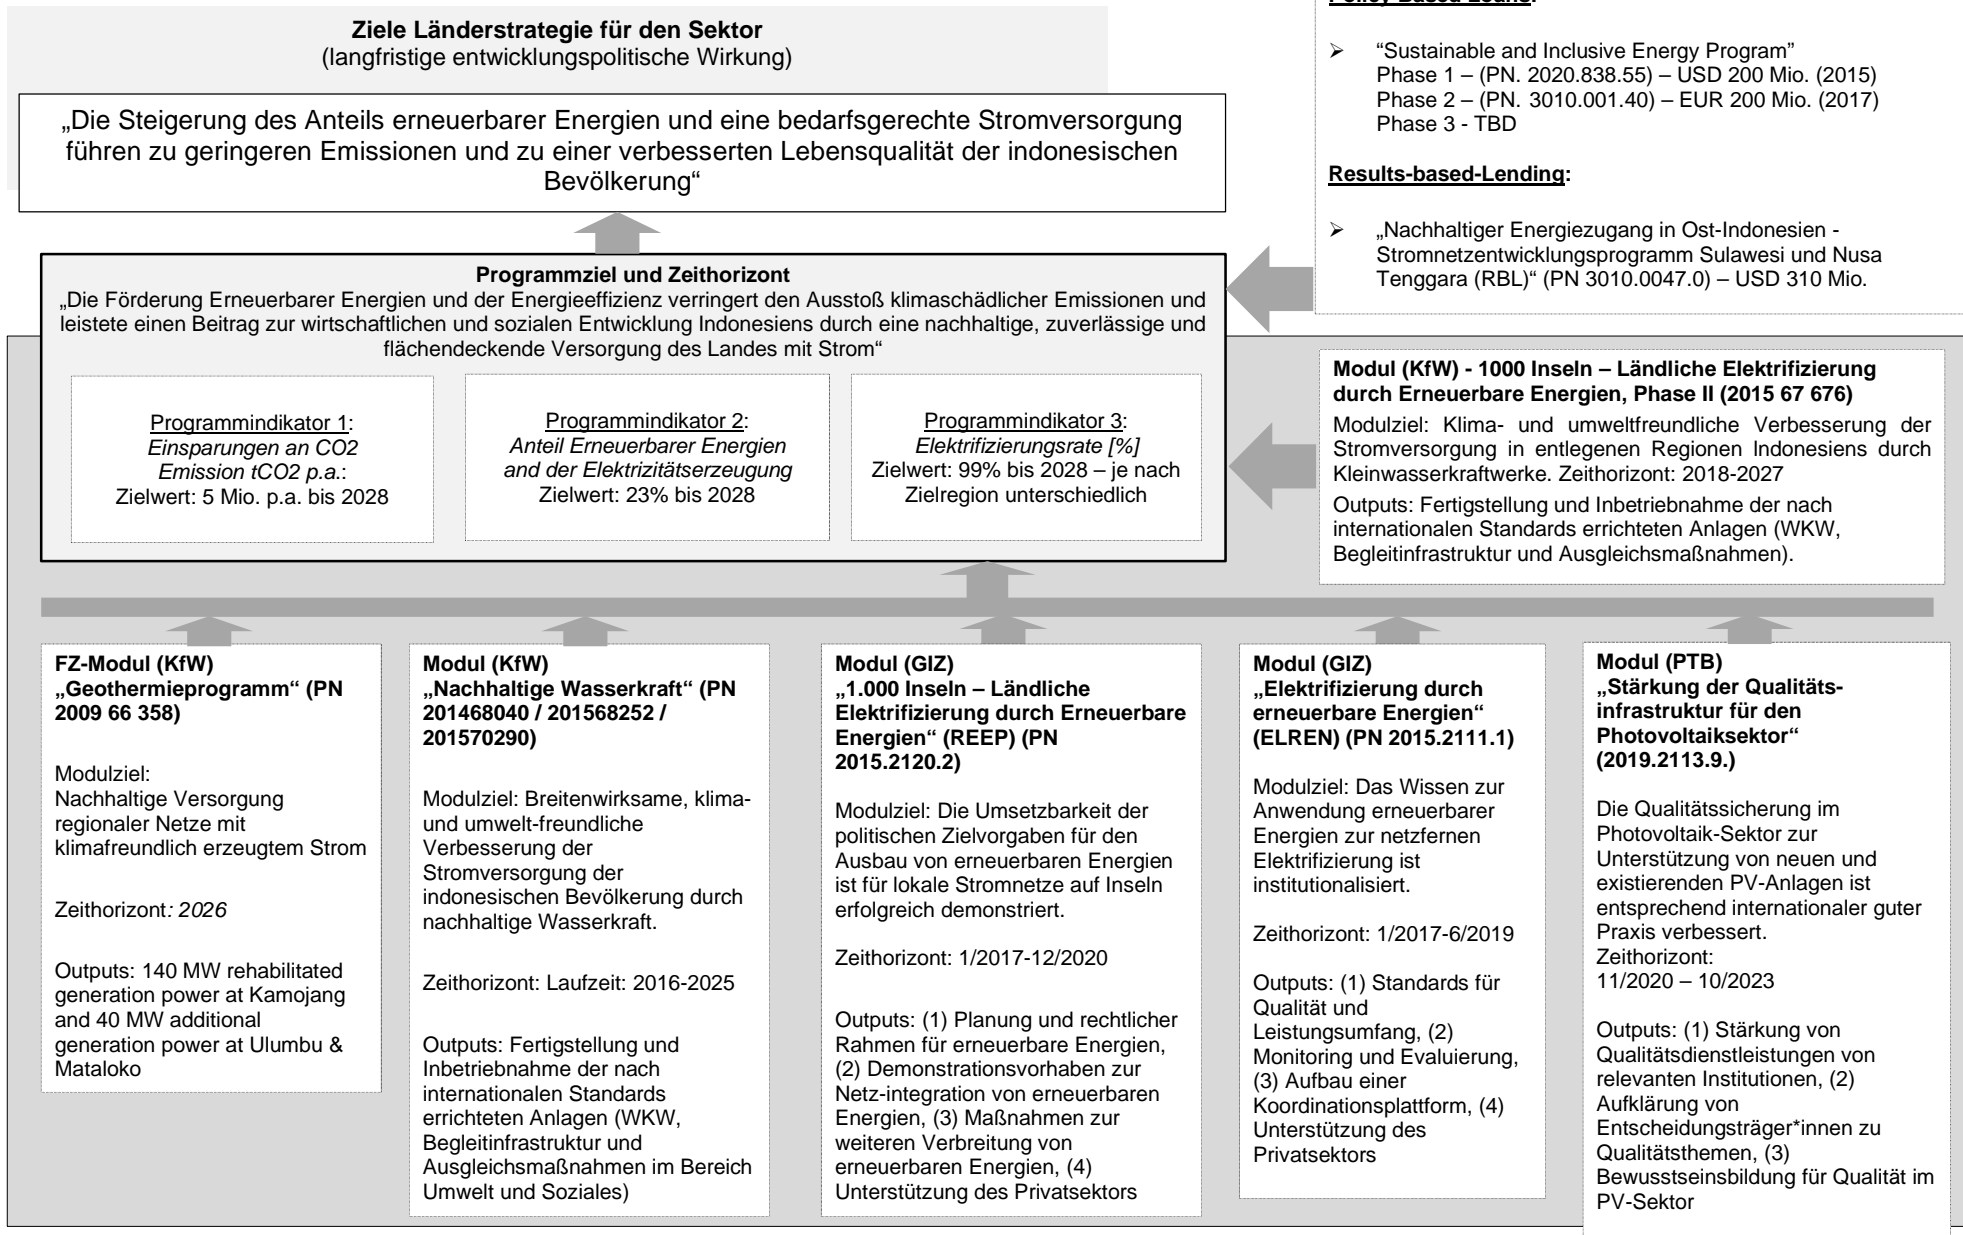 Ziele Länderstrategie für den Sektor
(langfristige entwicklungspolitische Wirkung)
„Die Steigerung des Anteils erneuerbarer Energien und eine bedarfsgerechte Stromversorgung
führen zu geringeren Emissionen und zu einer verbesserten Lebensqualität der indonesischen
Bevölkerung“
Policy Based Loans:
➢ “Sustainable and Inclusive Energy Program”
Phase 1 – (PN. 2020.838.55) – USD 200 Mio. (2015)
Phase 2 – (PN. 3010.001.40) – EUR 200 Mio. (2017)
Phase 3 - TBD
Results-based-Lending:
➢ „Nachhaltiger Energiezugang in Ost-Indonesien -
Stromnetzentwicklungsprogramm Sulawesi und Nusa
Tenggara (RBL)“ (PN 3010.0047.0) – USD 310 Mio.
Programmziel und Zeithorizont
„Die Förderung Erneuerbarer Energien und der Energieeffizienz verringert den Ausstoß klimaschädlicher Emissionen und
leistete einen Beitrag zur wirtschaftlichen und sozialen Entwicklung Indonesiens durch eine nachhaltige, zuverlässige und
flächendeckende Versorgung des Landes mit Strom“
Programmindikator 1:
Einsparungen an CO2
Emission tCO2 p.a.:
Zielwert: 5 Mio. p.a. bis 2028
Programmindikator 2:
Anteil Erneuerbarer Energien
and der Elektrizitätserzeugung
Zielwert: 23% bis 2028
Programmindikator 3:
Elektrifizierungsrate [%]
Zielwert: 99% bis 2028 – je nach
Zielregion unterschiedlich
Modul (KfW) - 1000 Inseln – Ländliche Elektrifizierung
durch Erneuerbare Energien, Phase II (2015 67 676)
Modulziel: Klima- und umweltfreundliche Verbesserung der
Stromversorgung in entlegenen Regionen Indonesiens durch
Kleinwasserkraftwerke. Zeithorizont: 2018-2027
Outputs: Fertigstellung und Inbetriebnahme der nach
internationalen Standards errichteten Anlagen (WKW,
Begleitinfrastruktur und Ausgleichsmaßnahmen).
FZ-Modul (KfW)
„Geothermieprogramm“ (PN
2009 66 358)
Modulziel:
Nachhaltige Versorgung
regionaler Netze mit
klimafreundlich erzeugtem Strom
Zeithorizont: 2026
Outputs: 140 MW rehabilitated
generation power at Kamojang
and 40 MW additional
generation power at Ulumbu &
Mataloko
Modul (KfW)
„Nachhaltige Wasserkraft“ (PN
201468040 / 201568252 /
201570290)
Modulziel: Breitenwirksame, klima-
und umwelt-freundliche
Verbesserung der
Stromversorgung der
indonesischen Bevölkerung durch
nachhaltige Wasserkraft.
Zeithorizont: Laufzeit: 2016-2025
Outputs: Fertigstellung und
Inbetriebnahme der nach
internationalen Standards
errichteten Anlagen (WKW,
Begleitinfrastruktur und
Ausgleichsmaßnahmen im Bereich
Umwelt und Soziales)
Modul (GIZ)
„1.000 Inseln – Ländliche
Elektrifizierung durch Erneuerbare
Energien“ (REEP) (PN
2015.2120.2)
Modulziel: Die Umsetzbarkeit der
politischen Zielvorgaben für den
Ausbau von erneuerbaren Energien
ist für lokale Stromnetze auf Inseln
erfolgreich demonstriert.
Zeithorizont: 1/2017-12/2020
Outputs: (1) Planung und rechtlicher
Rahmen für erneuerbare Energien,
(2) Demonstrationsvorhaben zur
Netz-integration von erneuerbaren
Energien, (3) Maßnahmen zur
weiteren Verbreitung von
erneuerbaren Energien, (4)
Unterstützung des Privatsektors
Modul (GIZ)
„Elektrifizierung durch
erneuerbare Energien“
(ELREN) (PN 2015.2111.1)
Modulziel: Das Wissen zur
Anwendung erneuerbarer
Energien zur netzfernen
Elektrifizierung ist
institutionalisiert.
Zeithorizont: 1/2017-6/2019
Outputs: (1) Standards für
Qualität und
Leistungsumfang, (2)
Monitoring und Evaluierung,
(3) Aufbau einer
Koordinationsplattform, (4)
Unterstützung des
Privatsektors
Modul (PTB)
„Stärkung der Qualitäts-
infrastruktur für den
Photovoltaiksektor“
(2019.2113.9.)
Die Qualitätssicherung im
Photovoltaik-Sektor zur
Unterstützung von neuen und
existierenden PV-Anlagen ist
entsprechend internationaler guter
Praxis verbessert.
Zeithorizont:
11/2020 – 10/2023
Outputs: (1) Stärkung von
Qualitätsdienstleistungen von
relevanten Institutionen, (2)
Aufklärung von
Entscheidungsträger*innen zu
Qualitätsthemen, (3)
Bewusstseinsbildung für Qualität im
PV-Sektor